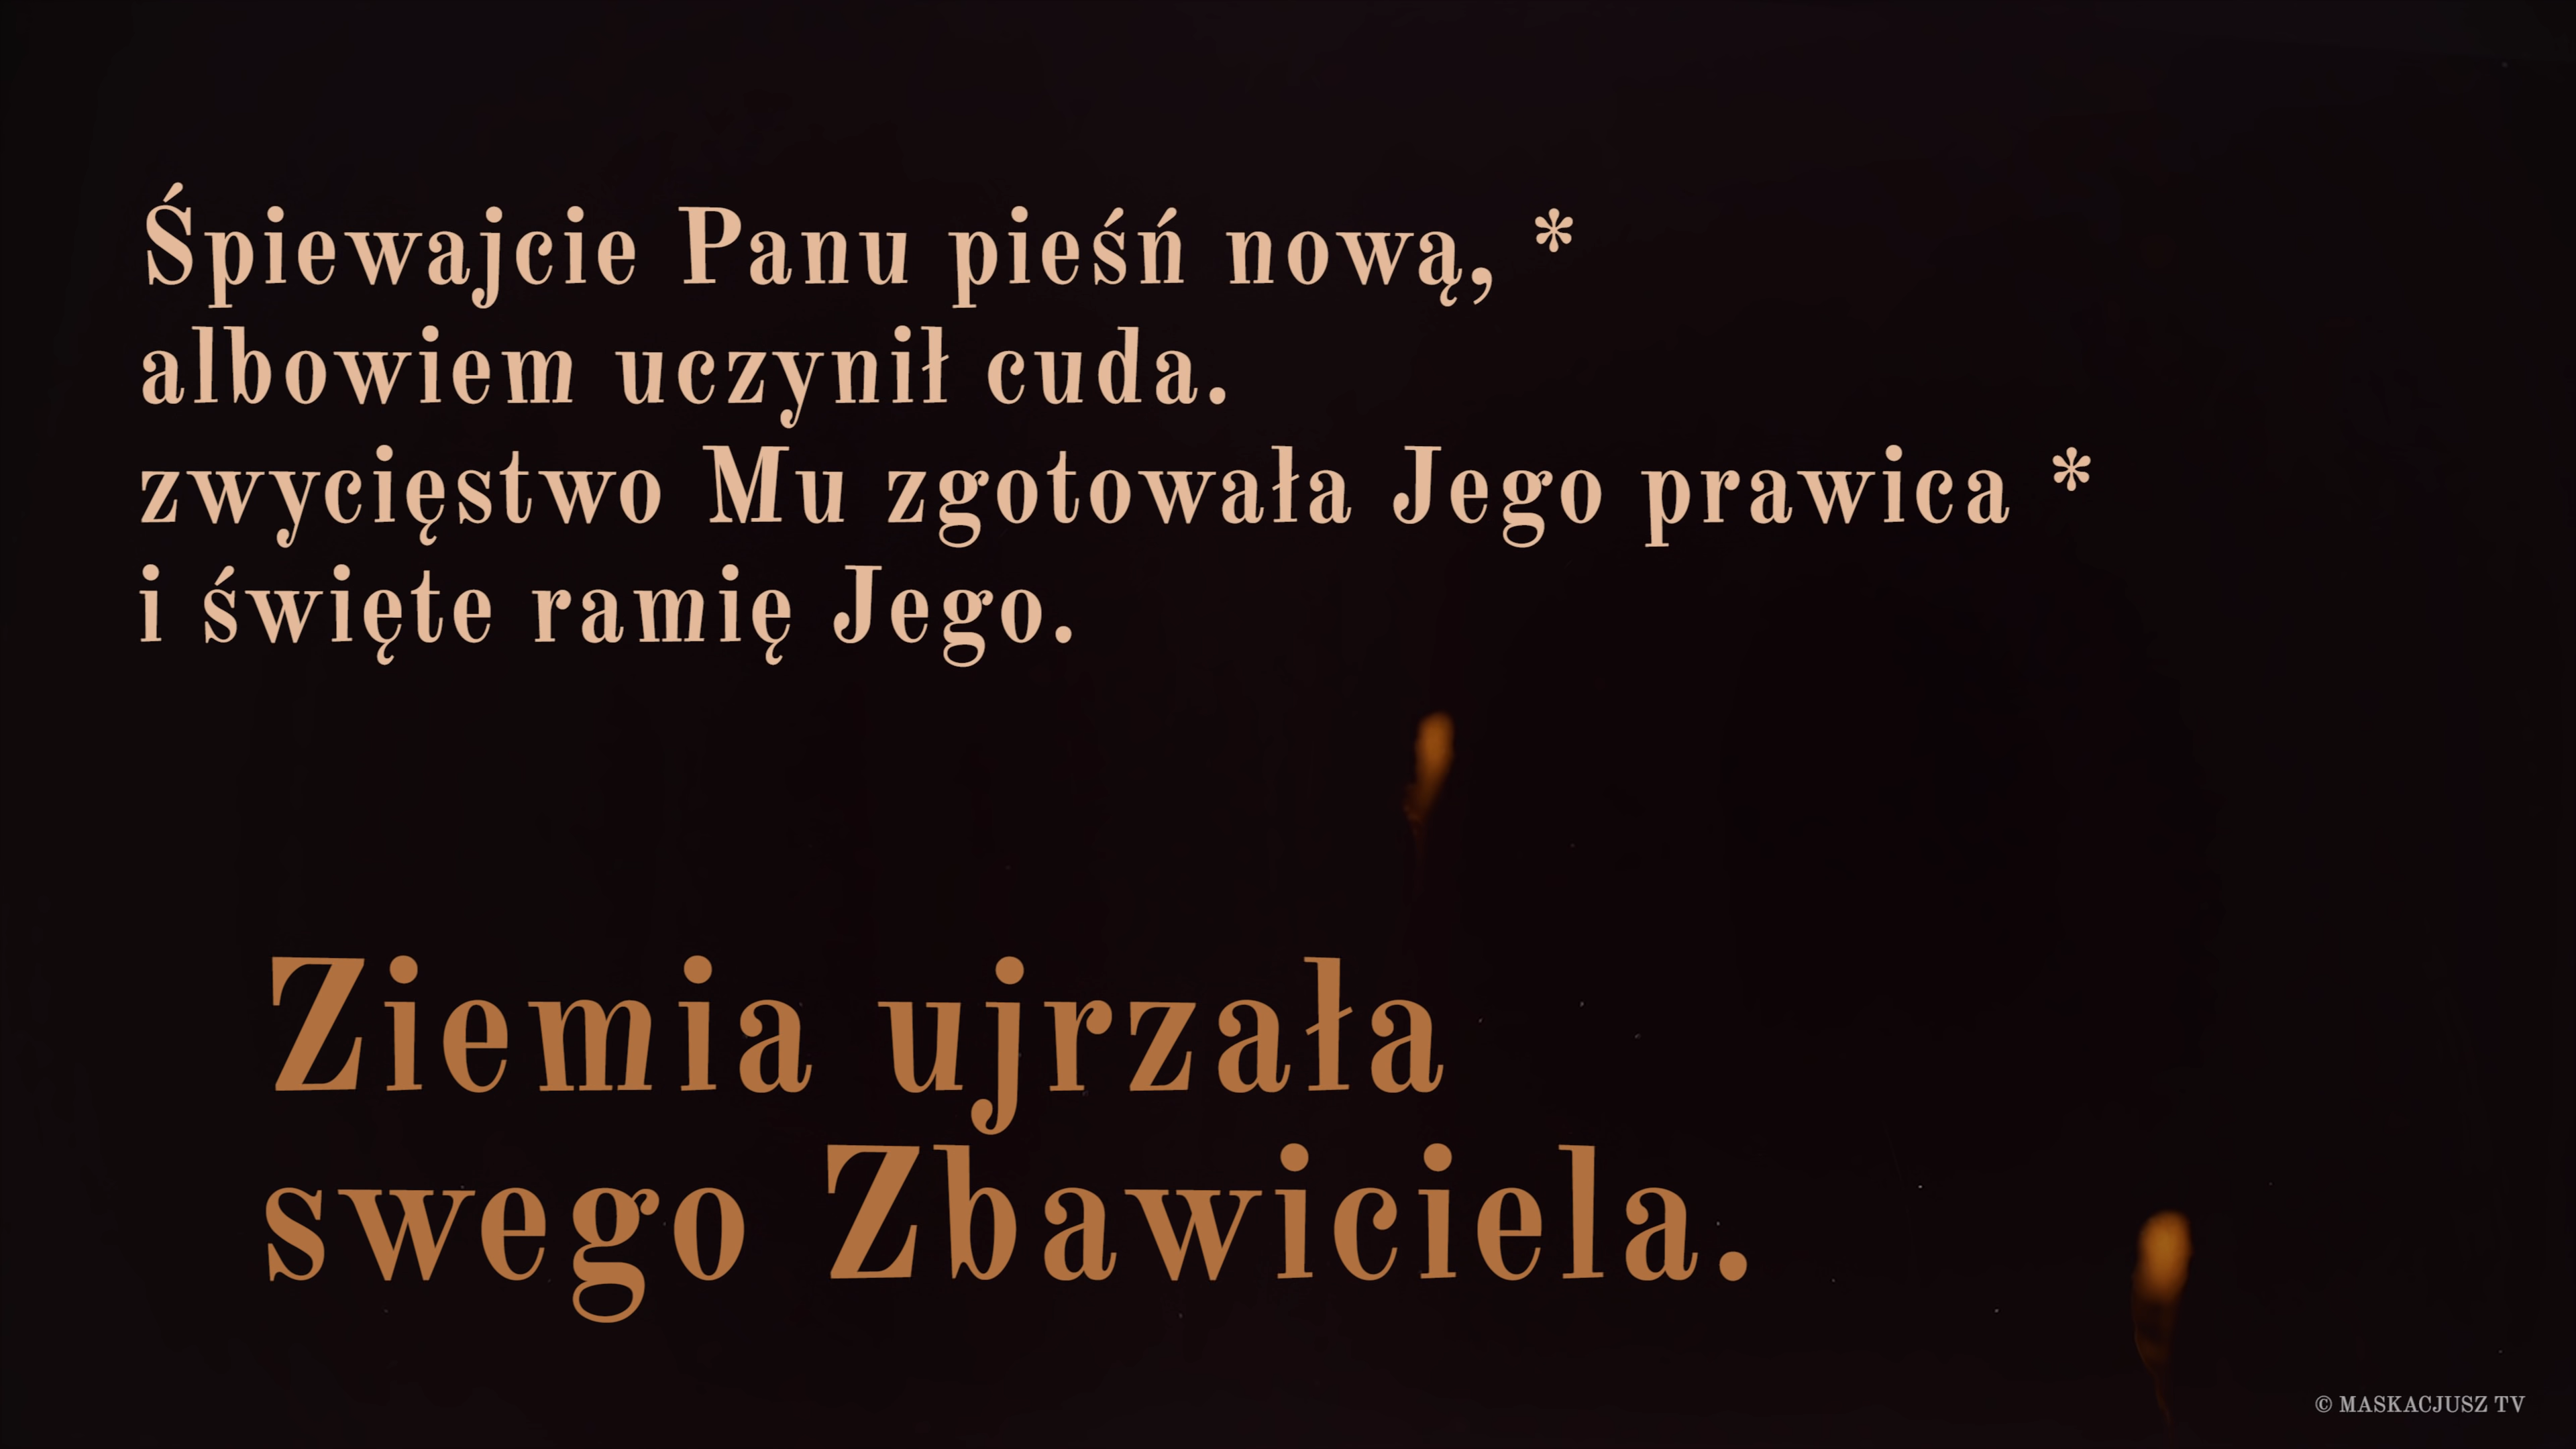 Śpiewajcie Panu pieśń nową, *
albowiem uczynił cuda.
zwycięstwo Mu zgotowała Jego prawica *
i święte ramię Jego.
Ziemia ujrzała
swego Zbawiciela.
© MASKACJUSZ TV